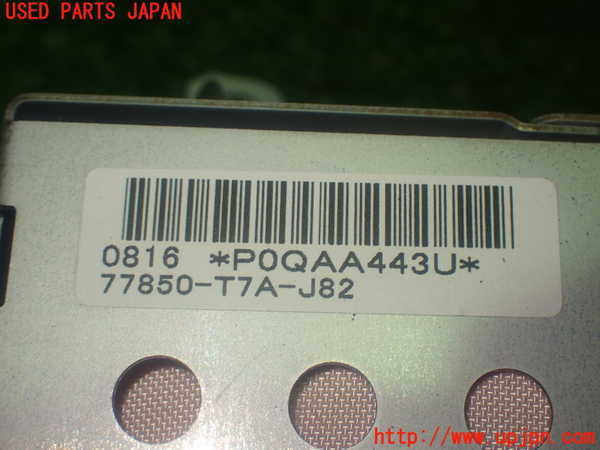 USED PARTS JAPAN
0816 *P0QAA443U*
77850-T7A-J82
http://www.upjpn.com/